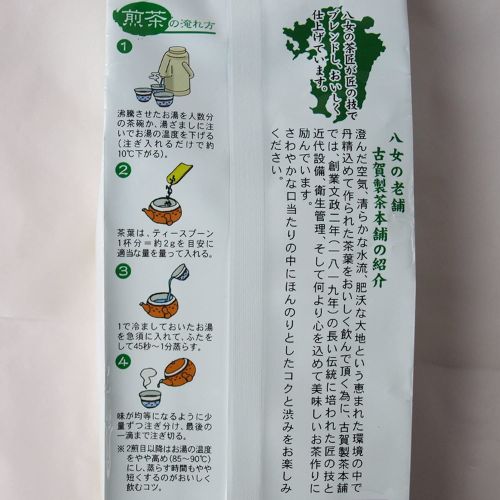 煎茶の淹れ方
1
沸騰させたお湯を人数分
の茶碗か、湯ざましに注
いでお湯の温度を下げる
(注ぎ入れるだけで約
10℃下がる)。
2
茶葉は、ティースプーン
1杯分=約2gを目安に
適当な量を量って入れる。
3
1で冷ましておいたお湯
を急須に入れて、ふたを
して45秒~1分蒸らす。
4
味が均等になるように少
量ずつ注ぎ分け、最後の
一滴まで注ぎ切る。
※2煎目以降はお湯の温度
をやや高め(85~90℃)
にし、蒸らす時間もやや
短くするのがおいしく
飲むコツ。
八女の茶匠が匠の技で
ブレンドし、おいしく
仕上げています。
八女の老舗
古賀製茶本舗の紹介
澄んだ空気、清らかな水流、肥沃な大地という恵まれた環境の中で
丹精込めて作られた茶葉をおいしく飲んで頂く為に、古賀製茶本舗
では、創業文政二年(一八一九年)の長い伝統に培われた匠の技と
近代設備、衛生管理、そして何より心を込めて美味しいお茶作りに
励んでいます。
さわやかな口当たりの中にほんのりとしたコクと渋みをお楽しみ
ください。